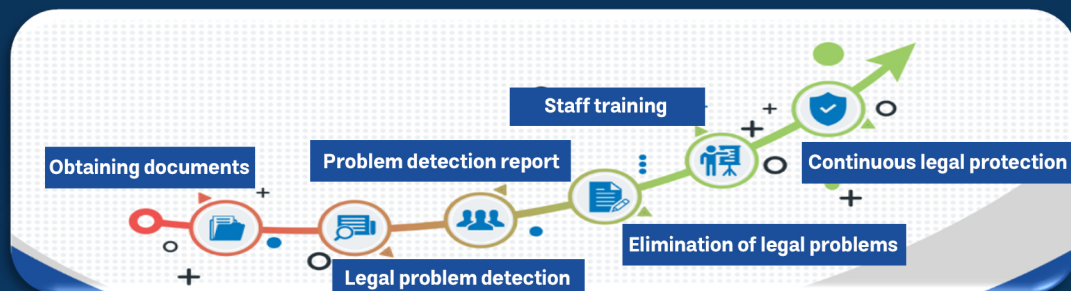 Obtaining documents
Legal problem detection
Problem detection report
Elimination of legal problems
Staff training
Continuous legal protection